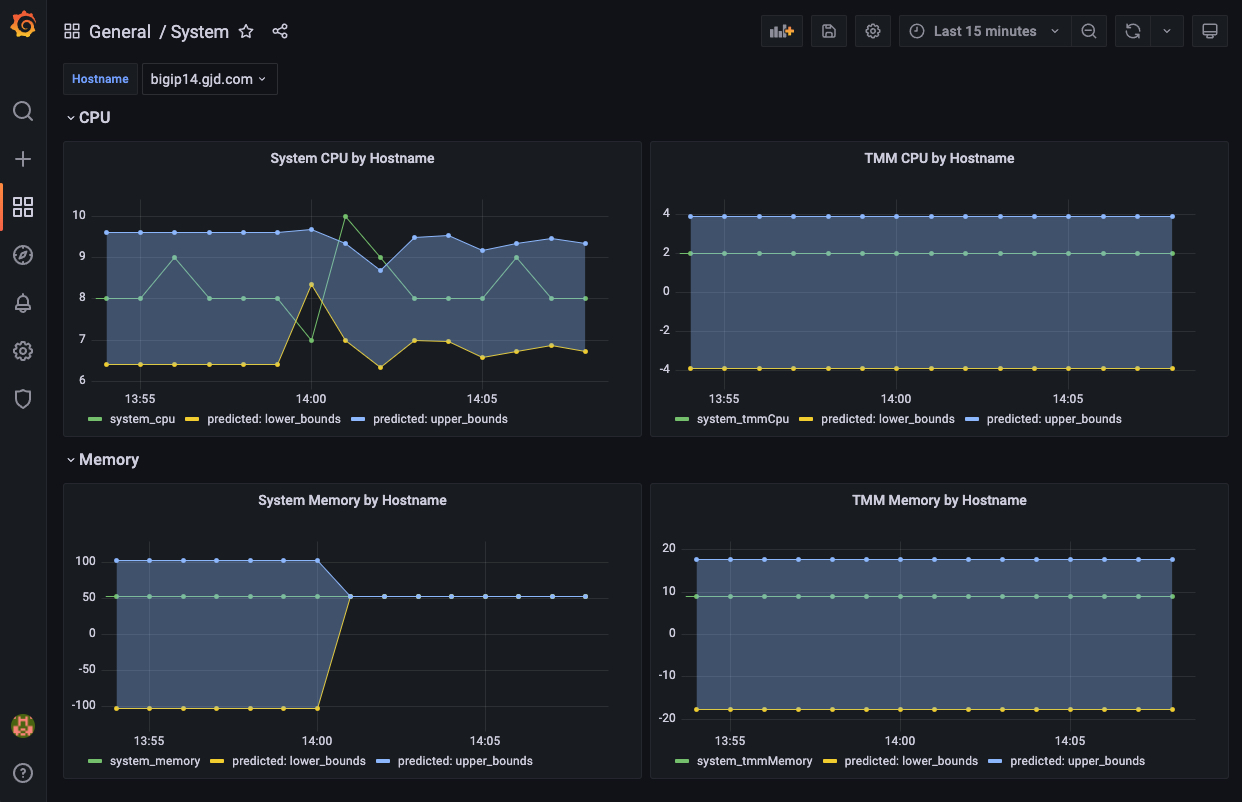 General / System
Last 15 minutes
Hostname bigip14.gjd.com
CPU
System CPU by Hostname
10
9
8
7
6
13:55 14:00 14:05
system_cpu predicted: lower_bounds predicted: upper_bounds
TMM CPU by Hostname
4
2
0
-2
-4
13:55 14:00 14:05
system_tmmCpu predicted: lower_bounds predicted: upper_bounds
Memory
System Memory by Hostname
100
50
0
-50
-100
13:55 14:00 14:05
system_memory predicted: lower_bounds predicted: upper_bounds
TMM Memory by Hostname
20
10
0
-10
-20
13:55 14:00 14:05
system_tmmMemory predicted: lower_bounds predicted: upper_bounds